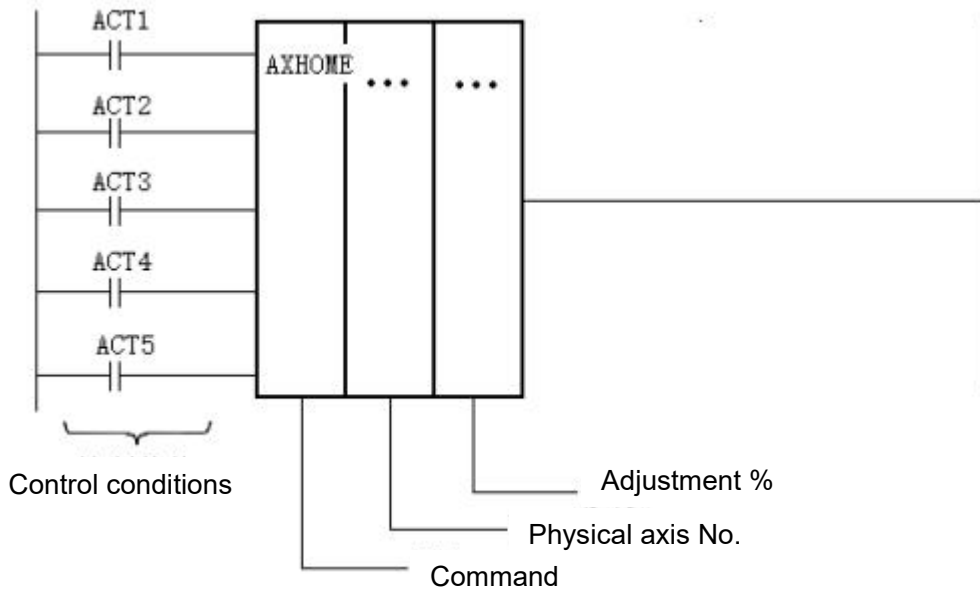 ACT1
AXHOME
... ...
ACT2
ACT3
ACT4
ACT5
Control conditions
Adjustment %
Physical axis No.
Command